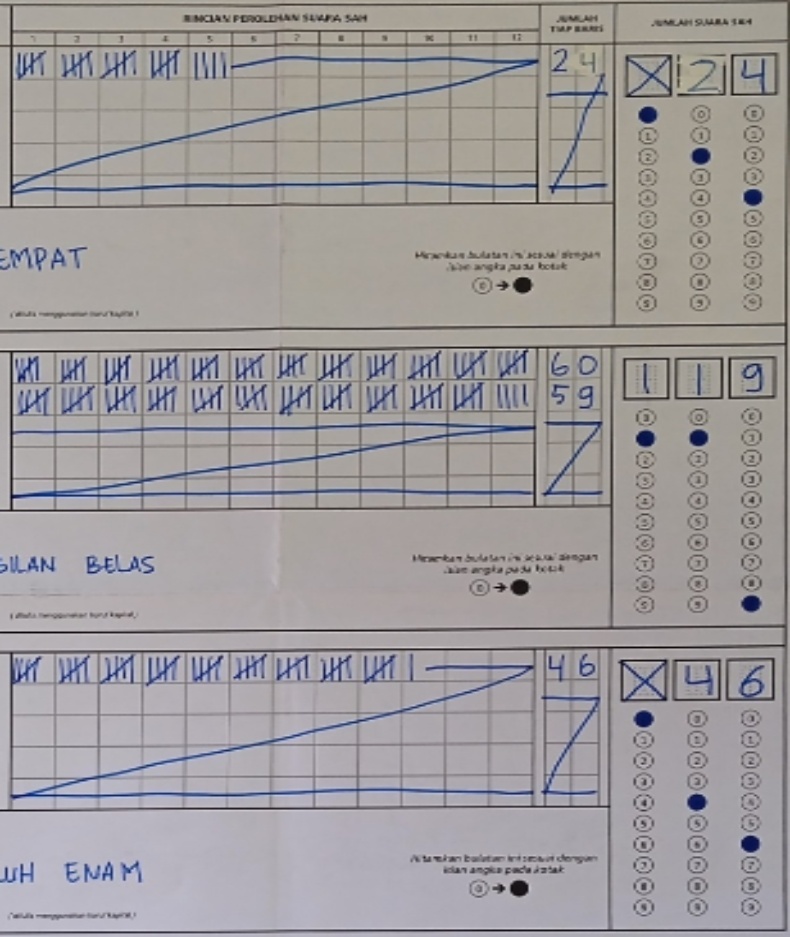 RINCIAN PEROLEHAN SUARA SAH
JUMLAH TIAP BARIS
JUMLAH SUARA SAH
1 2 3 4 5 6 7 8 9 10 11 12
24
X 2 4
EMPAT
Hitamkan bulatan ini sesuai dengan
isian angka pada kotak
(ditulis menggunakan huruf kapital)
60
59
1 1 9
BILAN BELAS
Hitamkan bulatan ini sesuai dengan
isian angka pada kotak
(ditulis menggunakan huruf kapital)
46
X 4 6
LUH ENAM
Hitamkan bulatan ini sesuai dengan
isian angka pada kotak
(ditulis menggunakan huruf kapital)